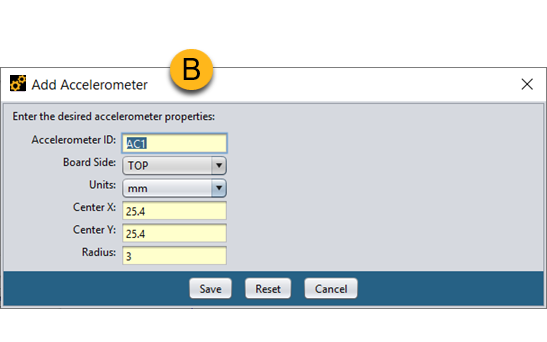 B
Add Accelerometer
Enter the desired accelerometer properties:
Accelerometer ID: AC1
Board Side: TOP
Units: mm
Center X: 25.4
Center Y: 25.4
Radius: 3
Save Reset Cancel